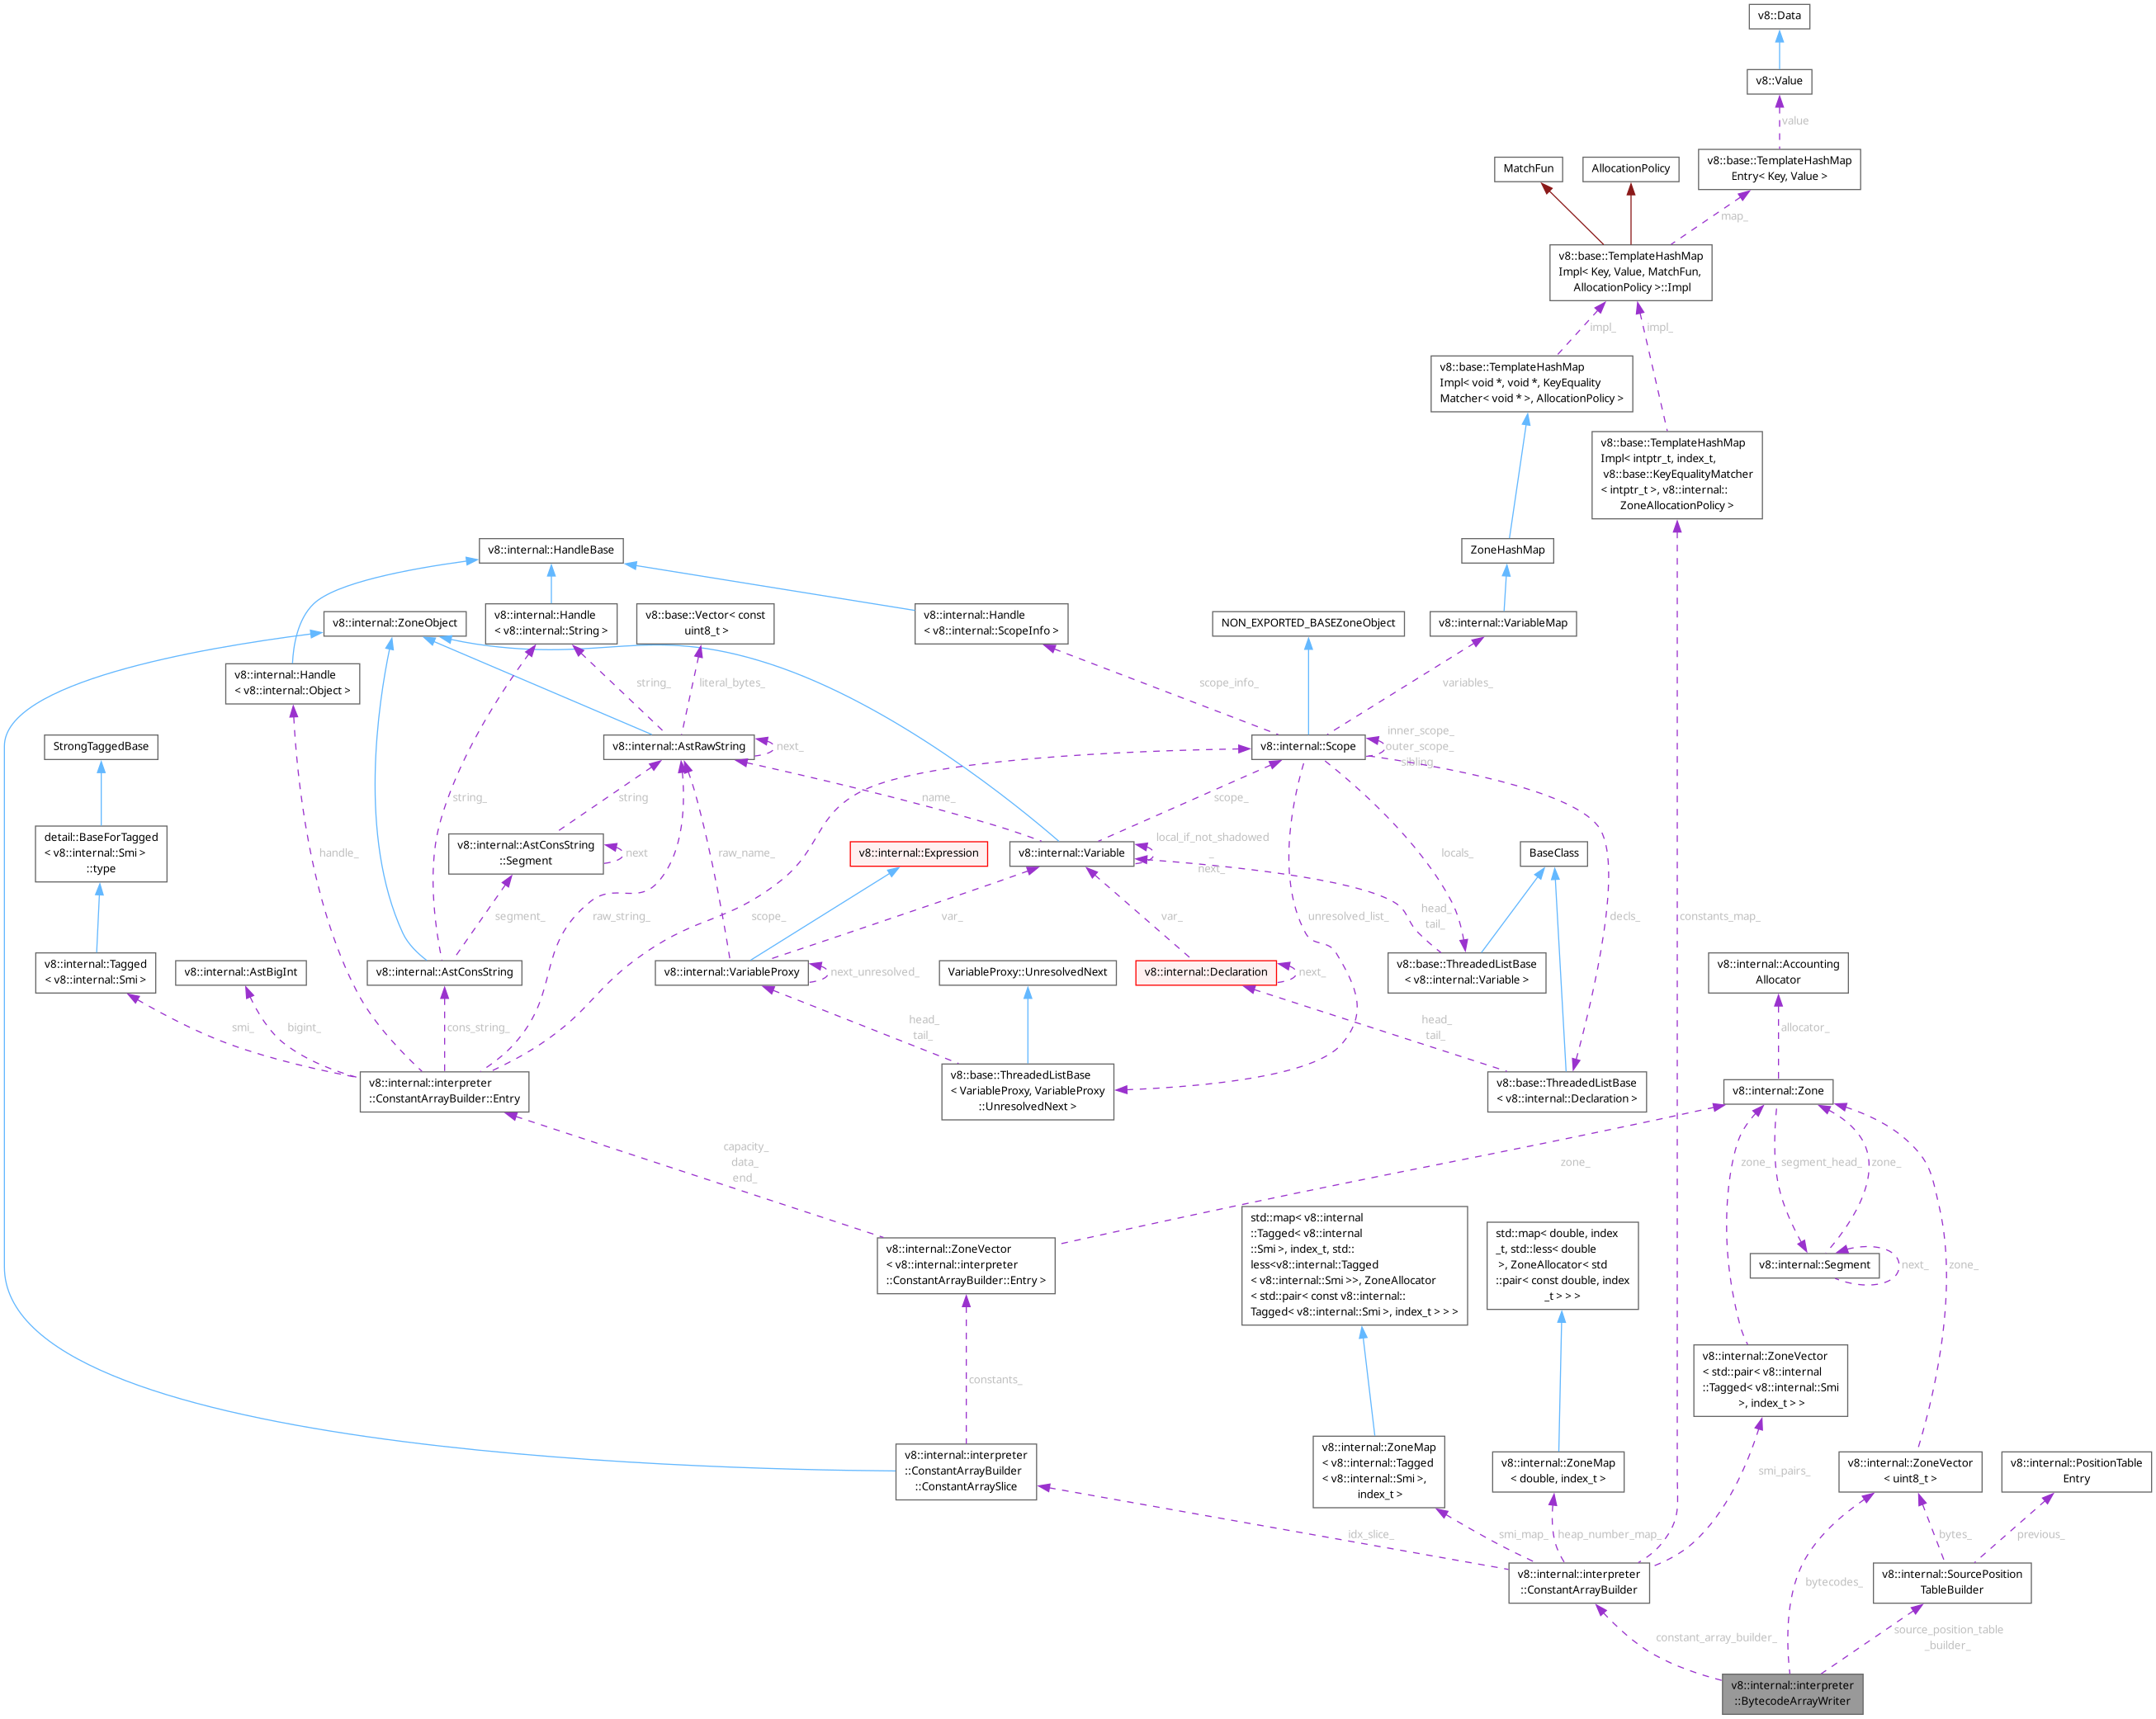 v8::Data
v8::Value
value
v8::base::TemplateHashMap
Entry< Key, Value >
MatchFun
AllocationPolicy
map_
v8::base::TemplateHashMap
Impl< Key, Value, MatchFun,
AllocationPolicy >::Impl
impl_
impl_
v8::base::TemplateHashMap
Impl< void *, void *, KeyEquality
Matcher< void * >, AllocationPolicy >
v8::base::TemplateHashMap
Impl< intptr_t, index_t,
v8::base::KeyEqualityMatcher
< intptr_t >, v8::internal::
ZoneAllocationPolicy >
v8::internal::HandleBase
ZoneHashMap
v8::internal::ZoneObject
v8::internal::Handle
< v8::internal::String >
v8::base::Vector< const
uint8_t >
v8::internal::Handle
< v8::internal::ScopeInfo >
NON_EXPORTED_BASEZoneObject
v8::internal::VariableMap
v8::internal::Handle
< v8::internal::Object >
string_
literal_bytes_
scope_info_
variables_
StrongTaggedBase
v8::internal::AstRawString
next_
v8::internal::Scope
inner_scope_
outer_scope_
sibling_
string_
string
name_
scope_
detail::BaseForTagged
< v8::internal::Smi >
::type
handle_
v8::internal::AstConsString
::Segment
next
raw_name_
v8::internal::Expression
v8::internal::Variable
local_if_not_shadowed
_
next_
locals_
BaseClass
segment_
raw_string_
scope_
var_
var_
unresolved_list_
head_
tail_
decls_
constants_map_
v8::internal::Tagged
< v8::internal::Smi >
v8::internal::AstBigInt
v8::internal::AstConsString
v8::internal::VariableProxy
next_unresolved_
VariableProxy::UnresolvedNext
v8::internal::Declaration
next_
v8::base::ThreadedListBase
< v8::internal::Variable >
v8::internal::Accounting
Allocator
smi_
bigint_
cons_string_
head_
tail_
head_
tail_
allocator_
v8::internal::interpreter
::ConstantArrayBuilder::Entry
v8::base::ThreadedListBase
< VariableProxy, VariableProxy
::UnresolvedNext >
v8::base::ThreadedListBase
< v8::internal::Declaration >
v8::internal::Zone
capacity_
data_
end_
zone_
zone_
segment_head_
zone_
zone_
v8::internal::ZoneVector
< v8::internal::interpreter
::ConstantArrayBuilder::Entry >
std::map< v8::internal
::Tagged< v8::internal
::Smi >, index_t, std::
less<v8::internal::Tagged
< v8::internal::Smi >>, ZoneAllocator
< std::pair< const v8::internal::
Tagged< v8::internal::Smi >, index_t > > >
std::map< double, index
_t, std::less< double
>, ZoneAllocator< std
::pair< const double, index
_t > > >
v8::internal::Segment
next_
constants_
v8::internal::ZoneVector
< std::pair< v8::internal
::Tagged< v8::internal::Smi
>, index_t > >
v8::internal::interpreter
::ConstantArrayBuilder
::ConstantArraySlice
v8::internal::ZoneMap
< v8::internal::Tagged
< v8::internal::Smi >,
index_t >
v8::internal::ZoneMap
< double, index_t >
smi_pairs_
v8::internal::ZoneVector
< uint8_t >
v8::internal::PositionTable
Entry
idx_slice_
smi_map_
heap_number_map_
bytes_
previous_
v8::internal::interpreter
::ConstantArrayBuilder
bytecodes_
v8::internal::SourcePosition
TableBuilder
constant_array_builder_
source_position_table
_builder_
v8::internal::interpreter
::BytecodeArrayWriter